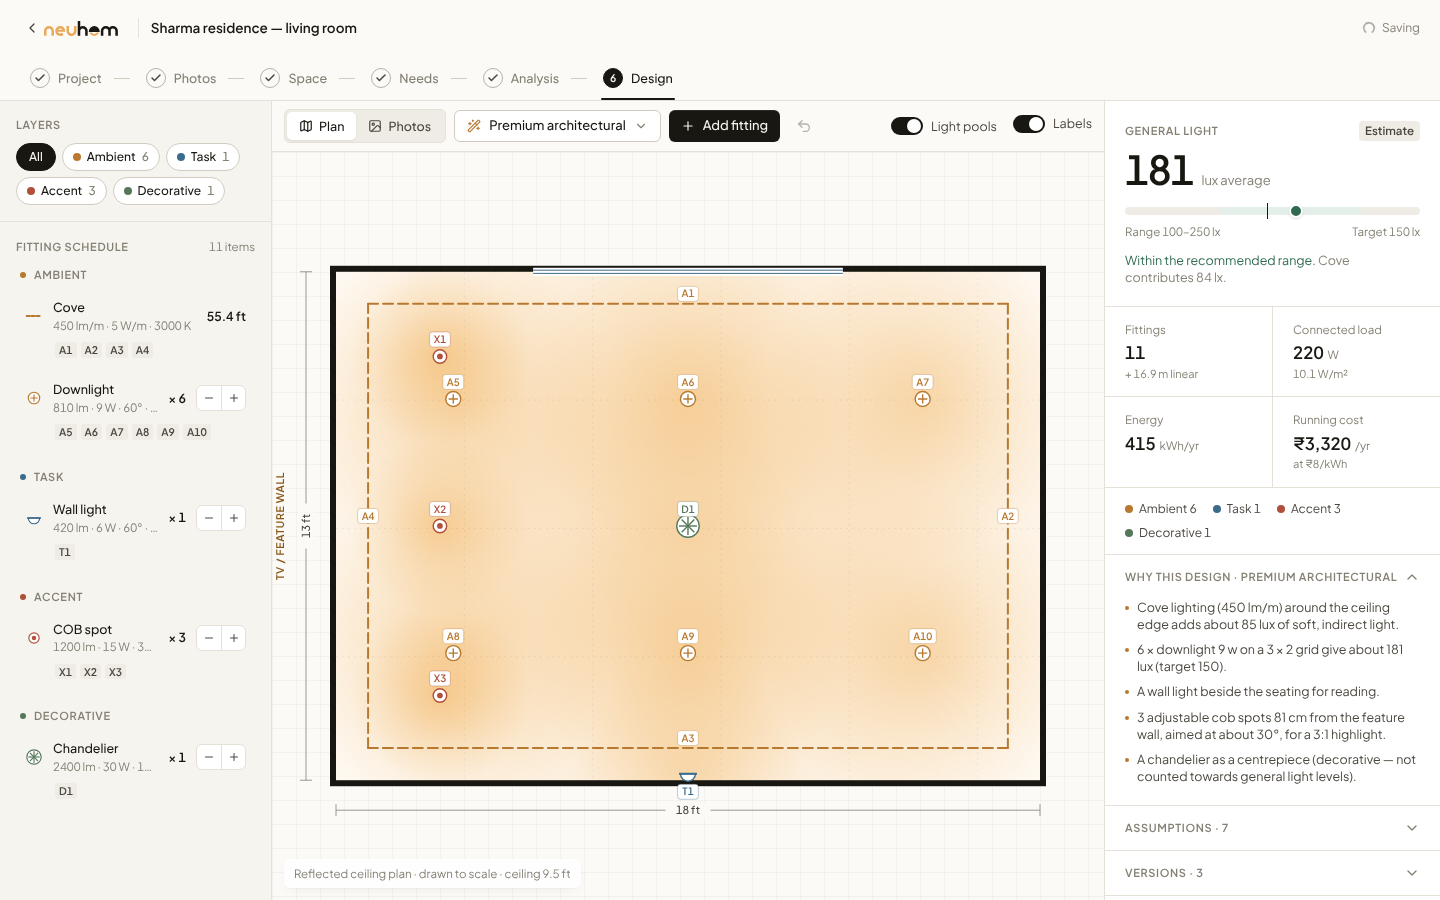 neuhom
Sharma residence — living room
Saving
Project
Photos
Space
Needs
Analysis
6 Design
LAYERS
All
Ambient 6
Task 1
Accent 3
Decorative 1
FITTING SCHEDULE 11 items
AMBIENT
Cove
450 lm/m · 5 W/m · 3000 K
55.4 ft
A1 A2 A3 A4
Downlight
810 lm · 9 W · 60° · ...
× 6
A5 A6 A7 A8 A9 A10
TASK
Wall light
420 lm · 6 W · 60° · ...
× 1
T1
ACCENT
COB spot
1200 lm · 15 W · 3...
× 3
X1 X2 X3
DECORATIVE
Chandelier
2400 lm · 30 W · 1...
× 1
D1
Plan
Photos
Premium architectural
Add fitting
Light pools
Labels
A1
X1
A5
A6
A7
TV / FEATURE WALL
13 ft
A4
X2
D1
A2
A8
A9
A10
X3
A3
T1
18 ft
Reflected ceiling plan · drawn to scale · ceiling 9.5 ft
GENERAL LIGHT
Estimate
181 lux average
Range 100–250 lx
Target 150 lx
Within the recommended range. Cove
contributes 84 lx.
Fittings
11
+ 16.9 m linear
Connected load
220 W
10.1 W/m²
Energy
415 kWh/yr
Running cost
₹3,320 /yr
at ₹8/kWh
Ambient 6
Task 1
Accent 3
Decorative 1
WHY THIS DESIGN · PREMIUM ARCHITECTURAL
Cove lighting (450 lm/m) around the ceiling
edge adds about 85 lux of soft, indirect light.
6 × downlight 9 w on a 3 × 2 grid give about 181
lux (target 150).
A wall light beside the seating for reading.
3 adjustable cob spots 81 cm from the feature
wall, aimed at about 30°, for a 3:1 highlight.
A chandelier as a centrepiece (decorative — not
counted towards general light levels).
ASSUMPTIONS · 7
VERSIONS · 3